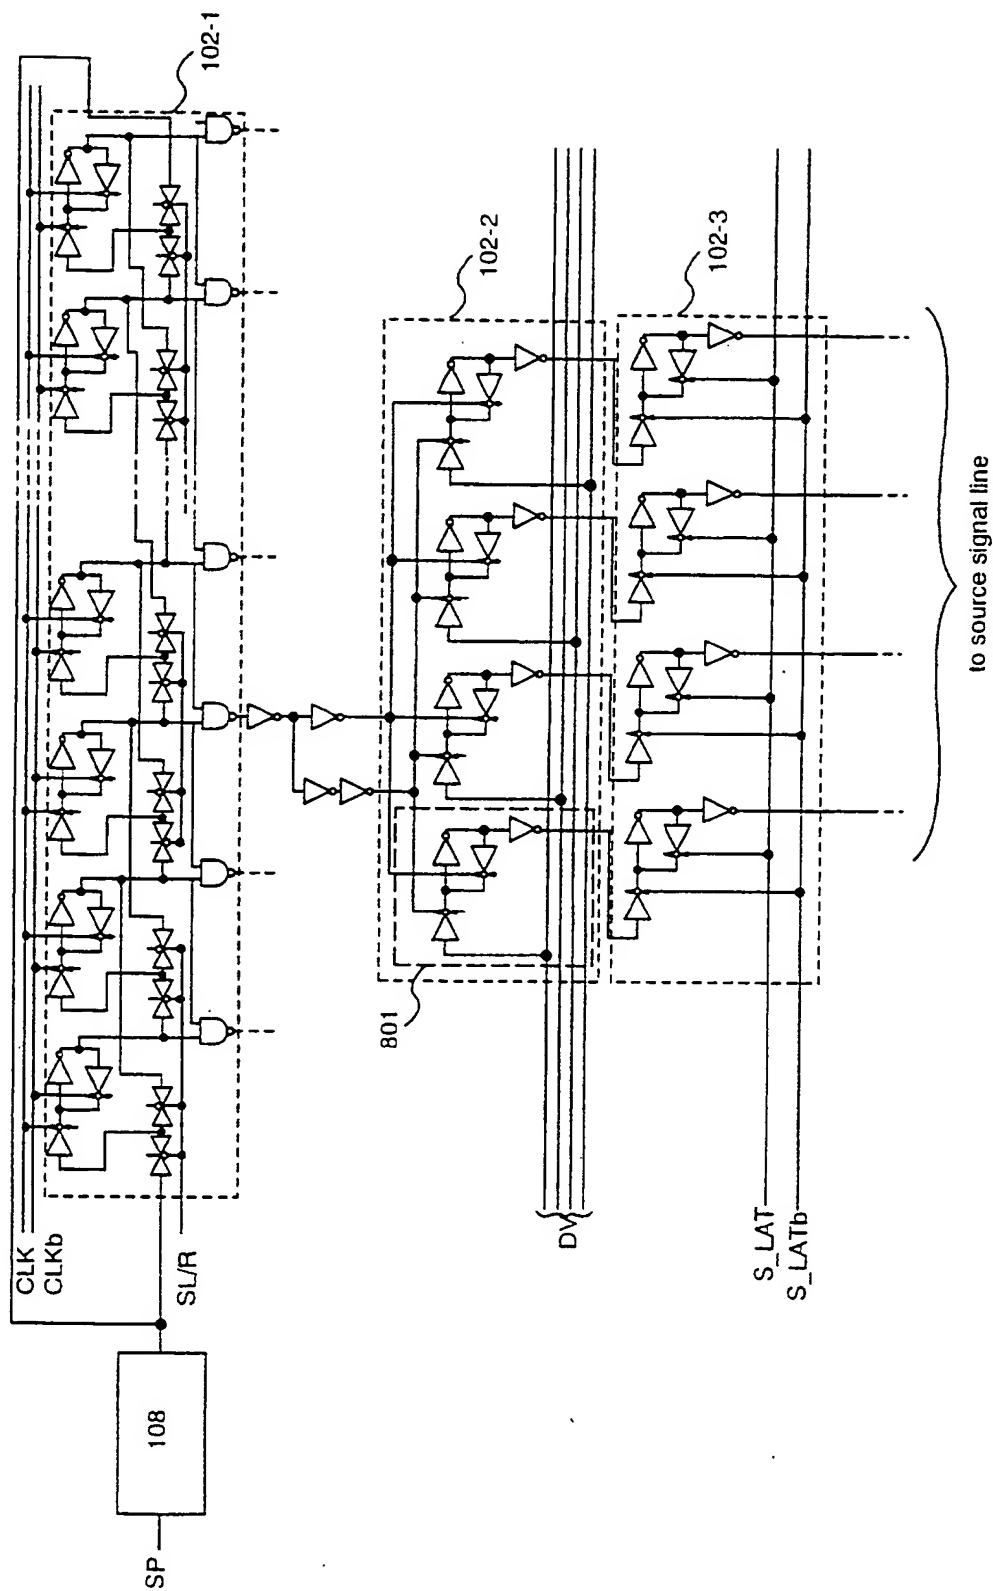 SP
108
CLK
CLKb
SL/R
102-1
102-2
801
DV
102-3
S_LAT
S_LATb
to source signal line